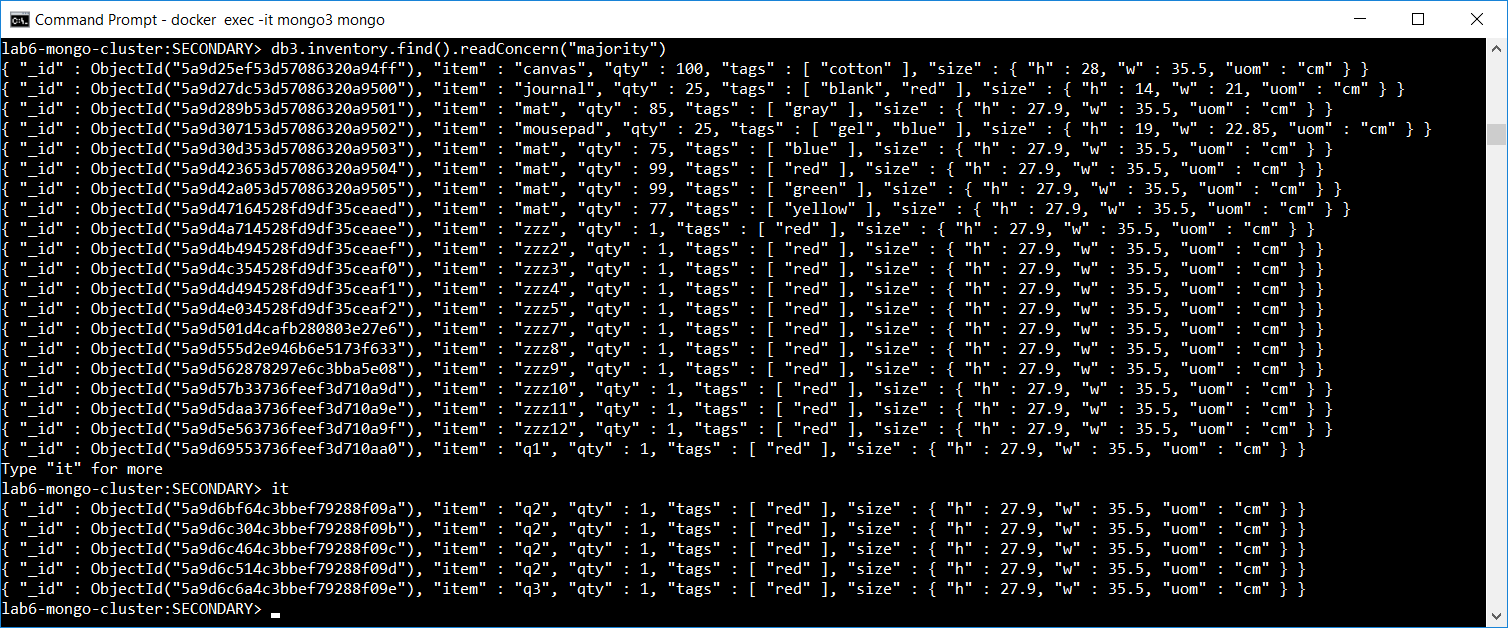 Command Prompt - docker  exec -it mongo3 mongo
lab6-mongo-cluster:SECONDARY> db3.inventory.find().readConcern("majority")
{ "_id" : ObjectId("5a9d25ef53d57086320a94ff"), "item" : "canvas", "qty" : 100, "tags" : [ "cotton" ], "size" : { "h" : 28, "w" : 35.5, "uom" : "cm" } }
{ "_id" : ObjectId("5a9d27dc53d57086320a9500"), "item" : "journal", "qty" : 25, "tags" : [ "blank", "red" ], "size" : { "h" : 14, "w" : 21, "uom" : "cm" } }
{ "_id" : ObjectId("5a9d289b53d57086320a9501"), "item" : "mat", "qty" : 85, "tags" : [ "gray" ], "size" : { "h" : 27.9, "w" : 35.5, "uom" : "cm" } }
{ "_id" : ObjectId("5a9d307153d57086320a9502"), "item" : "mousepad", "qty" : 25, "tags" : [ "gel", "blue" ], "size" : { "h" : 19, "w" : 22.85, "uom" : "cm" } }
{ "_id" : ObjectId("5a9d30d353d57086320a9503"), "item" : "mat", "qty" : 75, "tags" : [ "blue" ], "size" : { "h" : 27.9, "w" : 35.5, "uom" : "cm" } }
{ "_id" : ObjectId("5a9d423653d57086320a9504"), "item" : "mat", "qty" : 99, "tags" : [ "red" ], "size" : { "h" : 27.9, "w" : 35.5, "uom" : "cm" } }
{ "_id" : ObjectId("5a9d42a053d57086320a9505"), "item" : "mat", "qty" : 99, "tags" : [ "green" ], "size" : { "h" : 27.9, "w" : 35.5, "uom" : "cm" } }
{ "_id" : ObjectId("5a9d47164528fd9df35ceaed"), "item" : "mat", "qty" : 77, "tags" : [ "yellow" ], "size" : { "h" : 27.9, "w" : 35.5, "uom" : "cm" } }
{ "_id" : ObjectId("5a9d4a714528fd9df35ceaee"), "item" : "zzz", "qty" : 1, "tags" : [ "red" ], "size" : { "h" : 27.9, "w" : 35.5, "uom" : "cm" } }
{ "_id" : ObjectId("5a9d4b494528fd9df35ceaef"), "item" : "zzz2", "qty" : 1, "tags" : [ "red" ], "size" : { "h" : 27.9, "w" : 35.5, "uom" : "cm" } }
{ "_id" : ObjectId("5a9d4c354528fd9df35ceaf0"), "item" : "zzz3", "qty" : 1, "tags" : [ "red" ], "size" : { "h" : 27.9, "w" : 35.5, "uom" : "cm" } }
{ "_id" : ObjectId("5a9d4d494528fd9df35ceaf1"), "item" : "zzz4", "qty" : 1, "tags" : [ "red" ], "size" : { "h" : 27.9, "w" : 35.5, "uom" : "cm" } }
{ "_id" : ObjectId("5a9d4e034528fd9df35ceaf2"), "item" : "zzz5", "qty" : 1, "tags" : [ "red" ], "size" : { "h" : 27.9, "w" : 35.5, "uom" : "cm" } }
{ "_id" : ObjectId("5a9d501d4cafb280803e27e6"), "item" : "zzz7", "qty" : 1, "tags" : [ "red" ], "size" : { "h" : 27.9, "w" : 35.5, "uom" : "cm" } }
{ "_id" : ObjectId("5a9d555d2e946b6e5173f633"), "item" : "zzz8", "qty" : 1, "tags" : [ "red" ], "size" : { "h" : 27.9, "w" : 35.5, "uom" : "cm" } }
{ "_id" : ObjectId("5a9d562878297e6c3bba5e08"), "item" : "zzz9", "qty" : 1, "tags" : [ "red" ], "size" : { "h" : 27.9, "w" : 35.5, "uom" : "cm" } }
{ "_id" : ObjectId("5a9d57b33736feef3d710a9d"), "item" : "zzz10", "qty" : 1, "tags" : [ "red" ], "size" : { "h" : 27.9, "w" : 35.5, "uom" : "cm" } }
{ "_id" : ObjectId("5a9d5daa3736feef3d710a9e"), "item" : "zzz11", "qty" : 1, "tags" : [ "red" ], "size" : { "h" : 27.9, "w" : 35.5, "uom" : "cm" } }
{ "_id" : ObjectId("5a9d5e563736feef3d710a9f"), "item" : "zzz12", "qty" : 1, "tags" : [ "red" ], "size" : { "h" : 27.9, "w" : 35.5, "uom" : "cm" } }
{ "_id" : ObjectId("5a9d69553736feef3d710aa0"), "item" : "q1", "qty" : 1, "tags" : [ "red" ], "size" : { "h" : 27.9, "w" : 35.5, "uom" : "cm" } }
Type "it" for more
lab6-mongo-cluster:SECONDARY> it
{ "_id" : ObjectId("5a9d6bf64c3bbef79288f09a"), "item" : "q2", "qty" : 1, "tags" : [ "red" ], "size" : { "h" : 27.9, "w" : 35.5, "uom" : "cm" } }
{ "_id" : ObjectId("5a9d6c304c3bbef79288f09b"), "item" : "q2", "qty" : 1, "tags" : [ "red" ], "size" : { "h" : 27.9, "w" : 35.5, "uom" : "cm" } }
{ "_id" : ObjectId("5a9d6c464c3bbef79288f09c"), "item" : "q2", "qty" : 1, "tags" : [ "red" ], "size" : { "h" : 27.9, "w" : 35.5, "uom" : "cm" } }
{ "_id" : ObjectId("5a9d6c514c3bbef79288f09d"), "item" : "q2", "qty" : 1, "tags" : [ "red" ], "size" : { "h" : 27.9, "w" : 35.5, "uom" : "cm" } }
{ "_id" : ObjectId("5a9d6c6a4c3bbef79288f09e"), "item" : "q3", "qty" : 1, "tags" : [ "red" ], "size" : { "h" : 27.9, "w" : 35.5, "uom" : "cm" } }
lab6-mongo-cluster:SECONDARY>